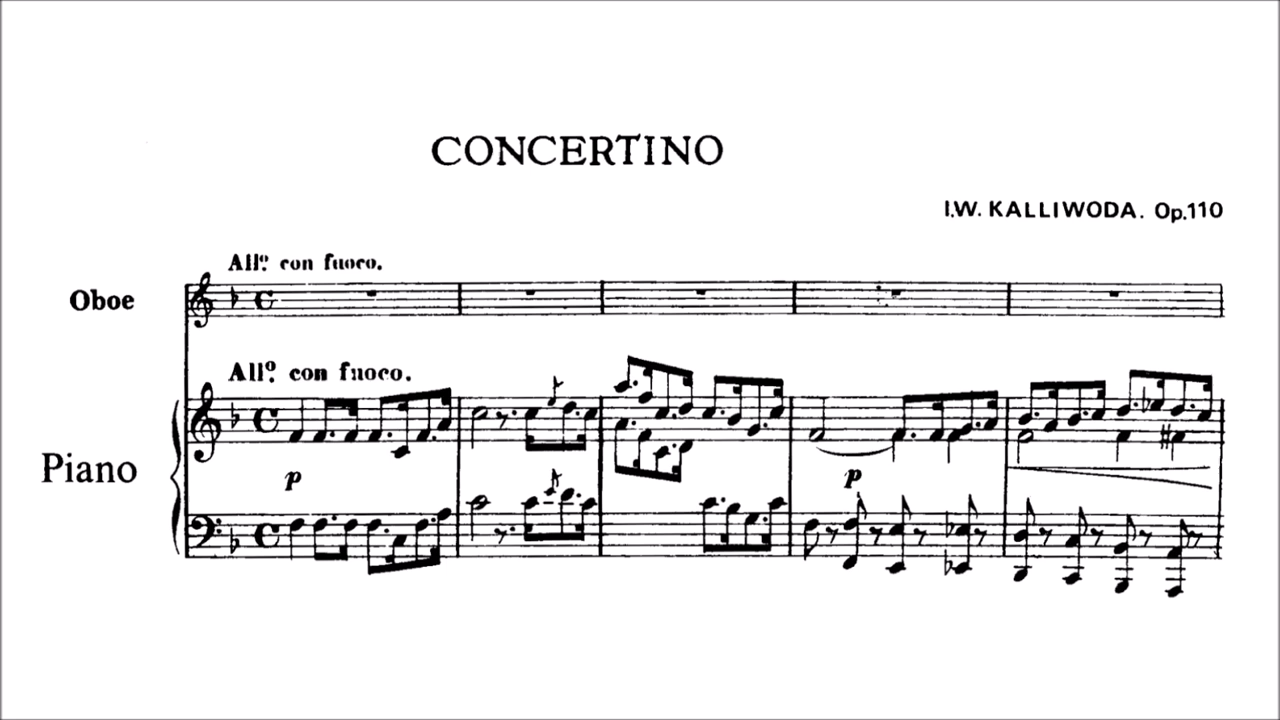 CONCERTINO
I.W. KALLIWODA. Op.110
All.º con fuoco.
Oboe
All.º con fuoco.
Piano
p
p